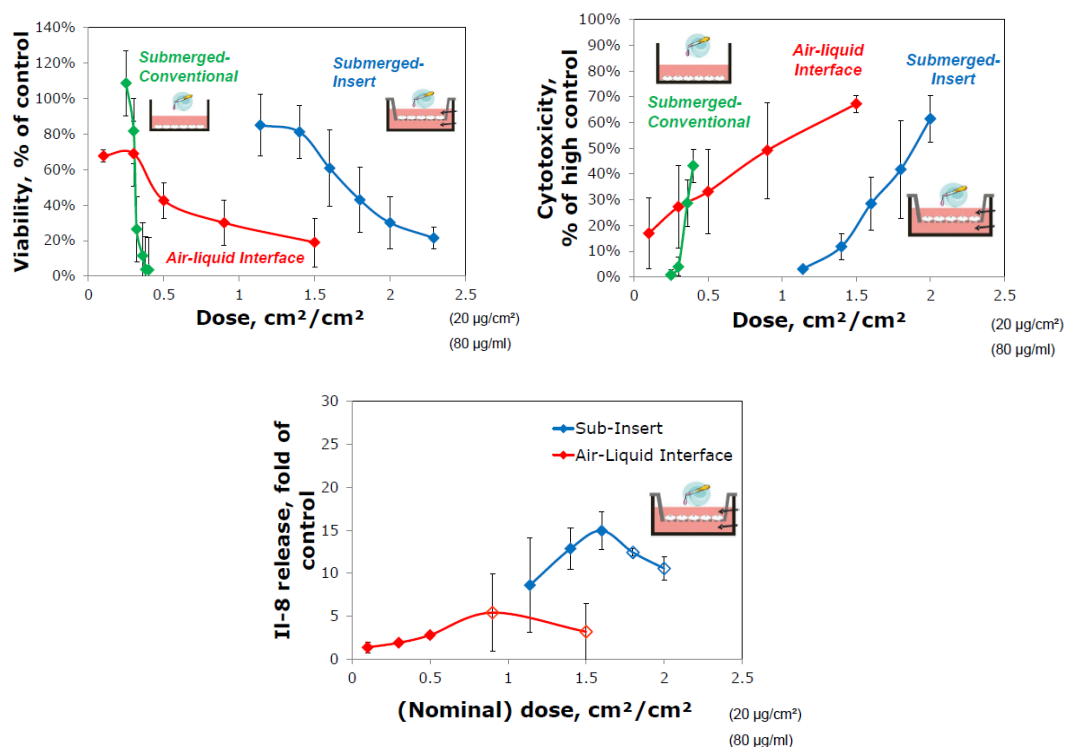 Viability, % of control
140%
120%
100%
80%
60%
40%
20%
0%
Submerged-
Conventional
Submerged-
Insert
Air-liquid Interface
0
0.5
1
1.5
2
2.5
Dose, cm²/cm²
(20 µg/cm²)
(80 µg/ml)
Cytotoxicity,
% of high control
100%
90%
80%
70%
60%
50%
40%
30%
20%
10%
0%
Air-liquid
Interface
Submerged-
Insert
Submerged-
Conventional
0
0.5
1
1.5
2
2.5
Dose, cm²/cm²
(20 µg/cm²)
(80 µg/ml)
Il-8 release, fold of
control
30
25
20
15
10
5
0
Sub-Insert
Air-Liquid Interface
0
0.5
1
1.5
2
2.5
(Nominal) dose, cm²/cm²
(20 µg/cm²)
(80 µg/ml)